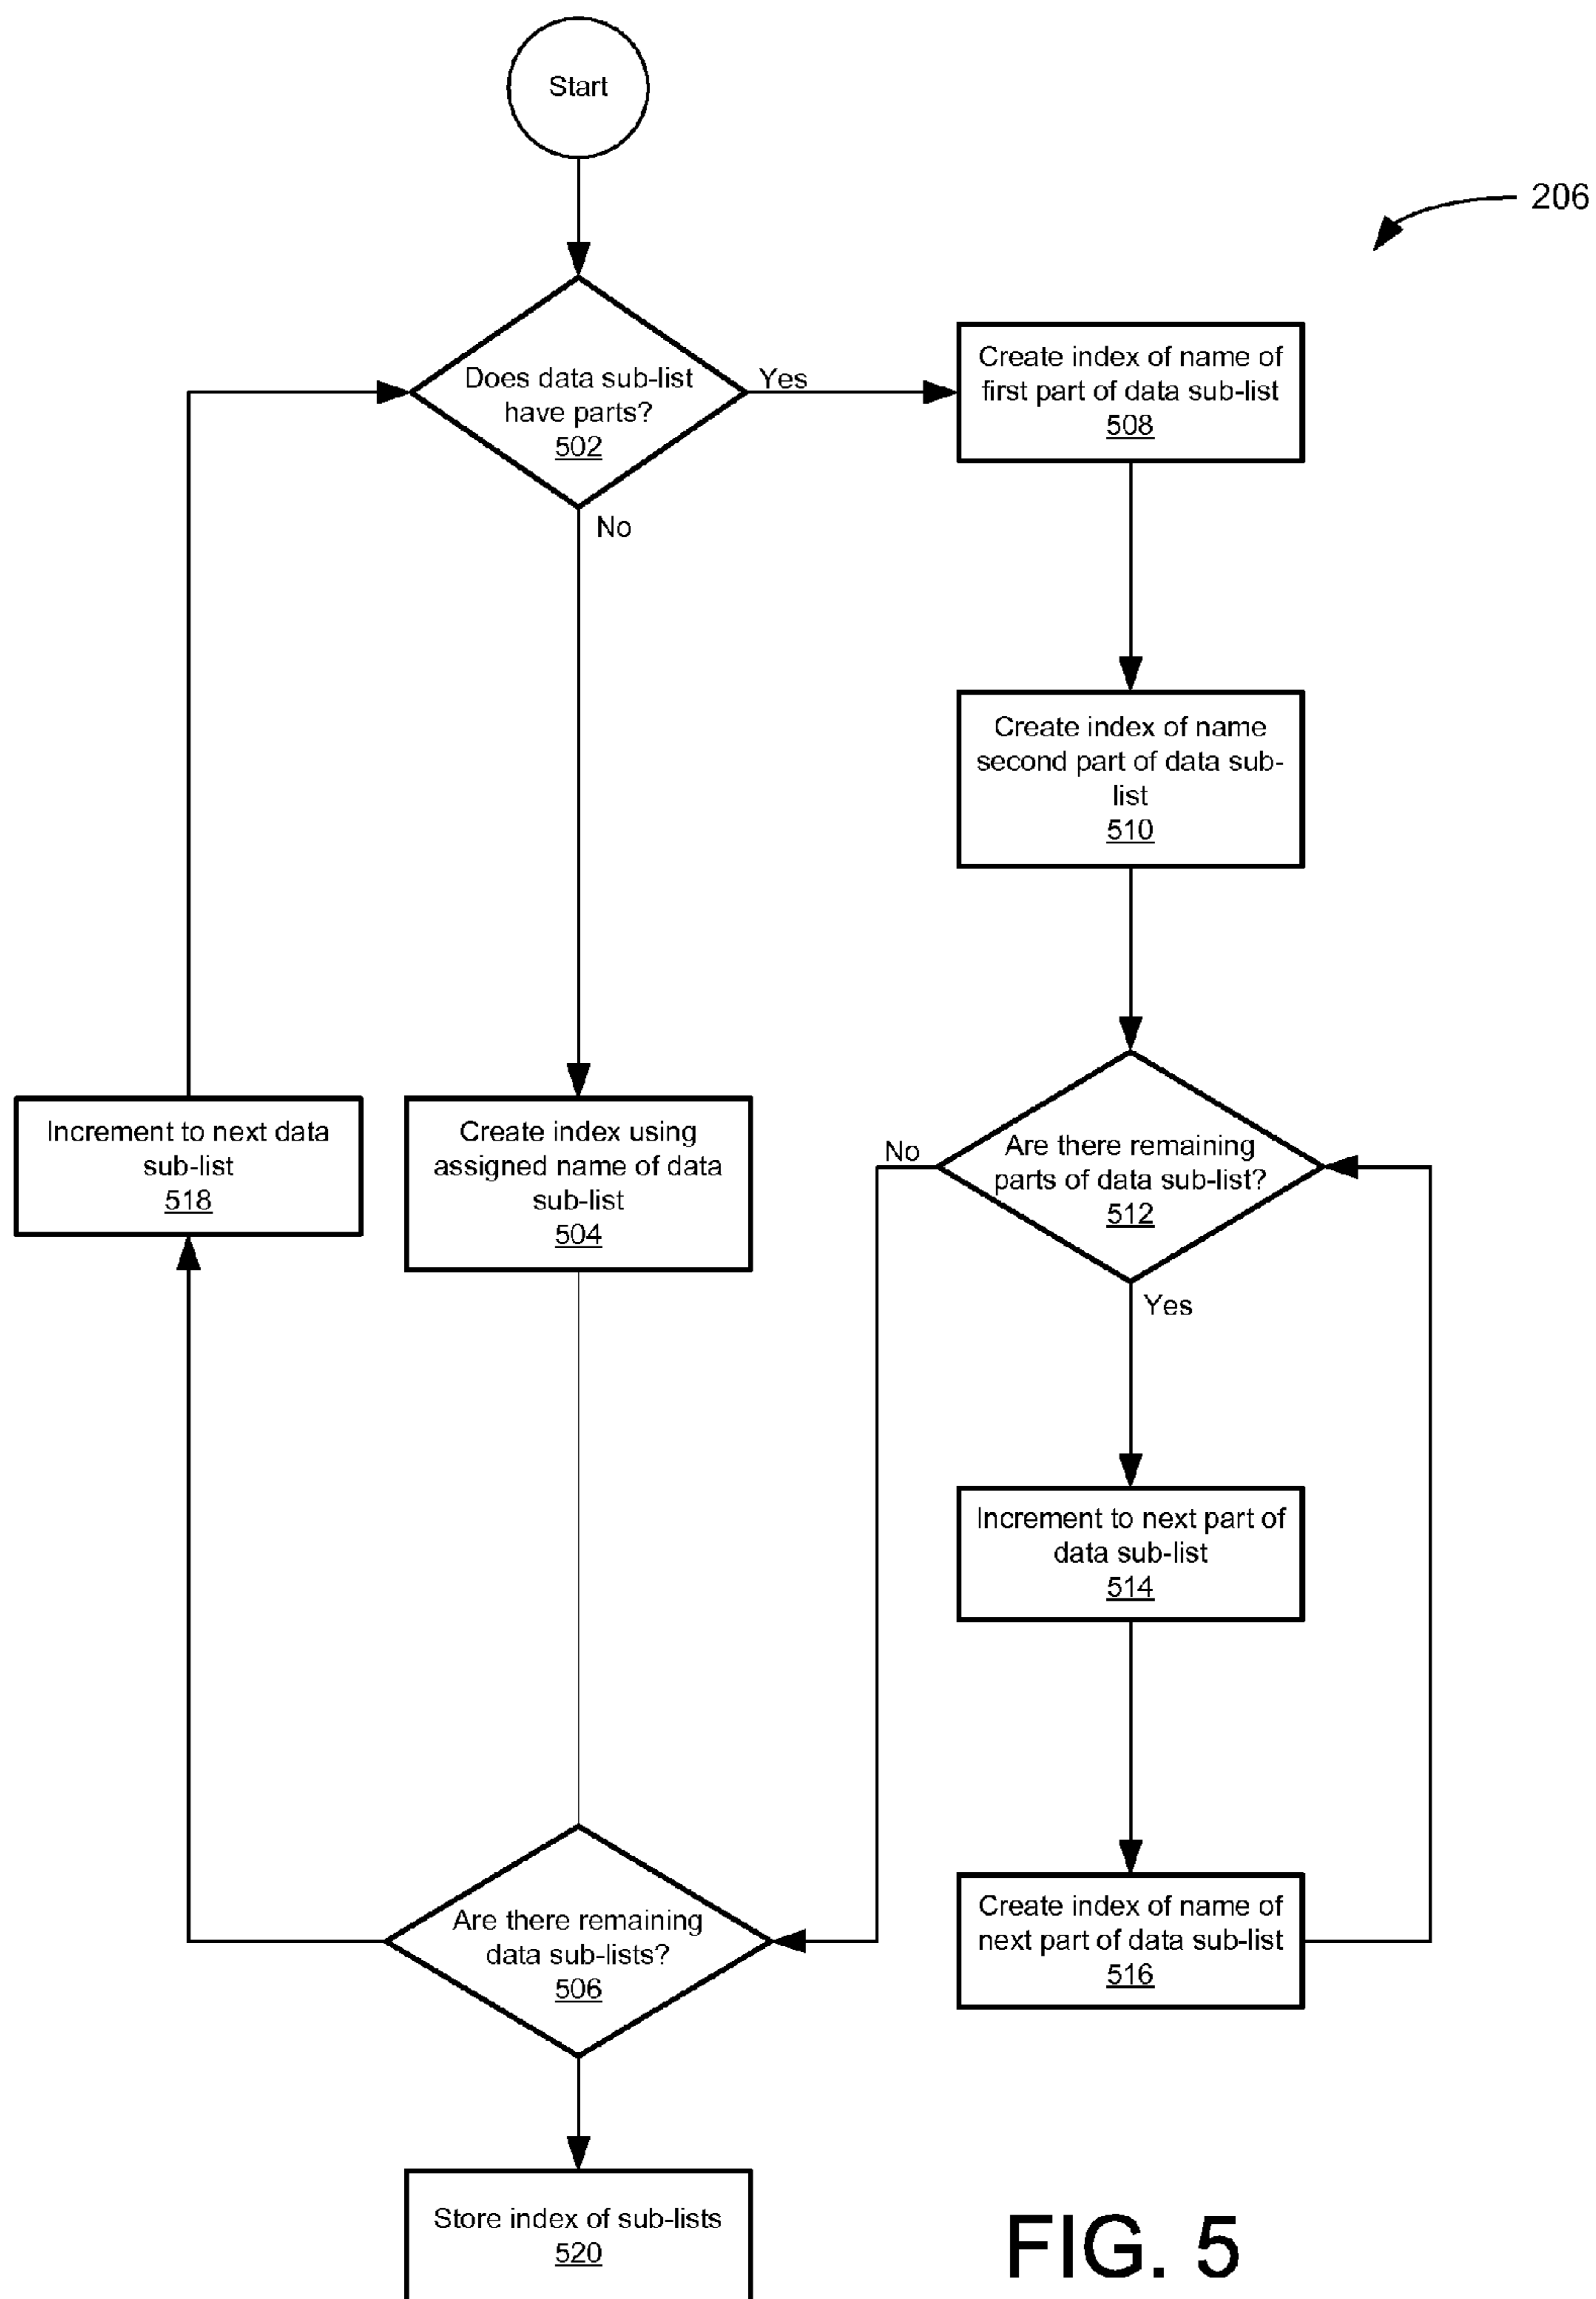 Start
206
Does data sub-list
have parts?
502
Yes
No
Create index of name of
first part of data sub-list
508
Create index of name
second part of data sub-
list
510
Increment to next data
sub-list
518
Create index using
assigned name of data
sub-list
504
No
Are there remaining
parts of data sub-list?
512
Yes
Increment to next part of
data sub-list
514
Create index of name of
next part of data sub-list
516
Are there remaining
data sub-lists?
506
Store index of sub-lists
520
FIG. 5